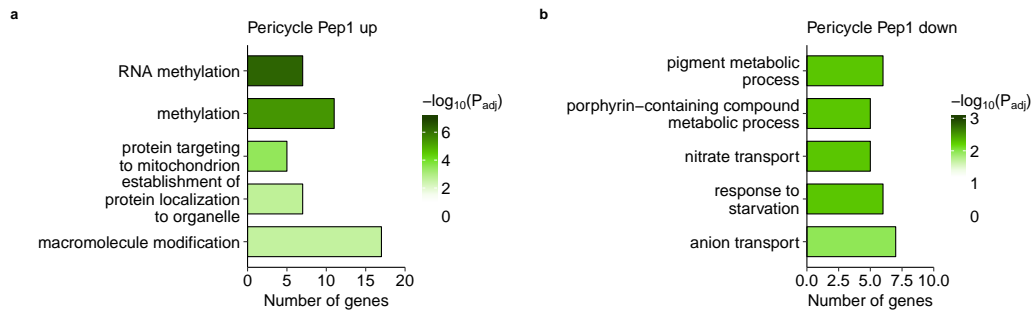 a
Pericycle Pep1 up
RNA methylation
methylation
protein targeting
to mitochondrion
establishment of
protein localization
to organelle
macromolecule modification
0 5 10 15 20
Number of genes
−log10(Padj)
6
4
2
0
b
Pericycle Pep1 down
pigment metabolic
process
porphyrin−containing compound
metabolic process
nitrate transport
response to
starvation
anion transport
0.0 2.5 5.0 7.5 10.0
Number of genes
−log10(Padj)
3
2
1
0